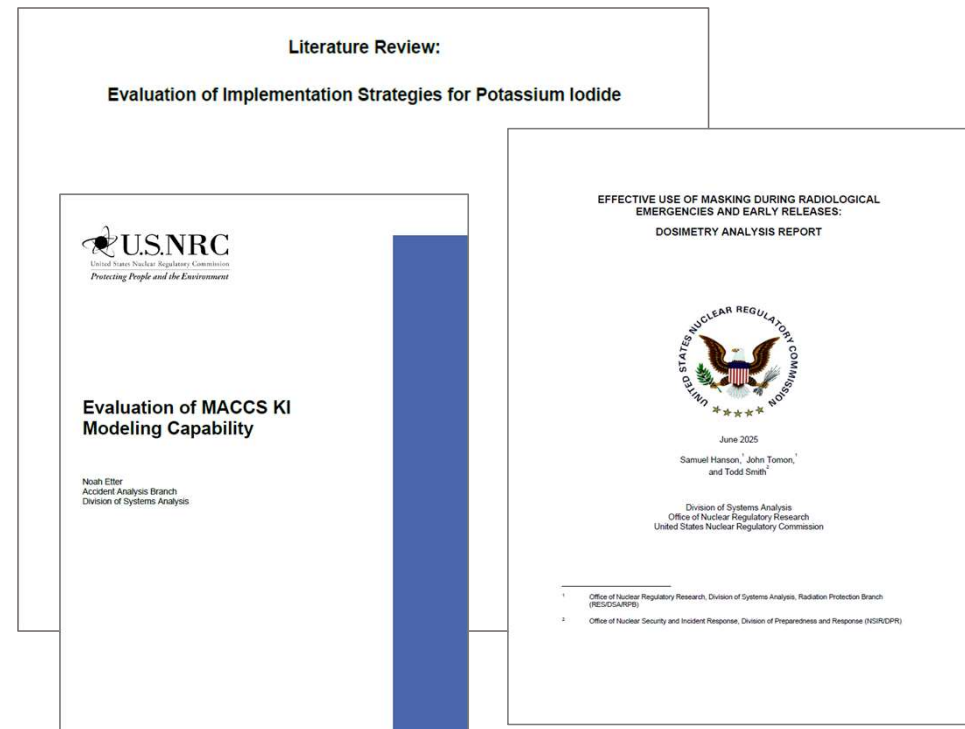 Literature Review:
Evaluation of Implementation Strategies for Potassium Iodide
U.S.NRC
United States Nuclear Regulatory Commission
Protecting People and the Environment
Evaluation of MACCS KI
Modeling Capability
Noah Etter
Accident Analysis Branch
Division of Systems Analysis
EFFECTIVE USE OF MASKING DURING RADIOLOGICAL
EMERGENCIES AND EARLY RELEASES:
DOSIMETRY ANALYSIS REPORT
UNITED STATES NUCLEAR REGULATORY COMMISSION
June 2025
Samuel Hanson,1 John Tomon,1
and Todd Smith2
Division of Systems Analysis
Office of Nuclear Regulatory Research
United States Nuclear Regulatory Commission
1 Office of Nuclear Regulatory Research, Division of Systems Analysis, Radiation Protection Branch
(RES/DSA/RPB)
2 Office of Nuclear Security and Incident Response, Division of Preparedness and Response (NSIR/DPR)